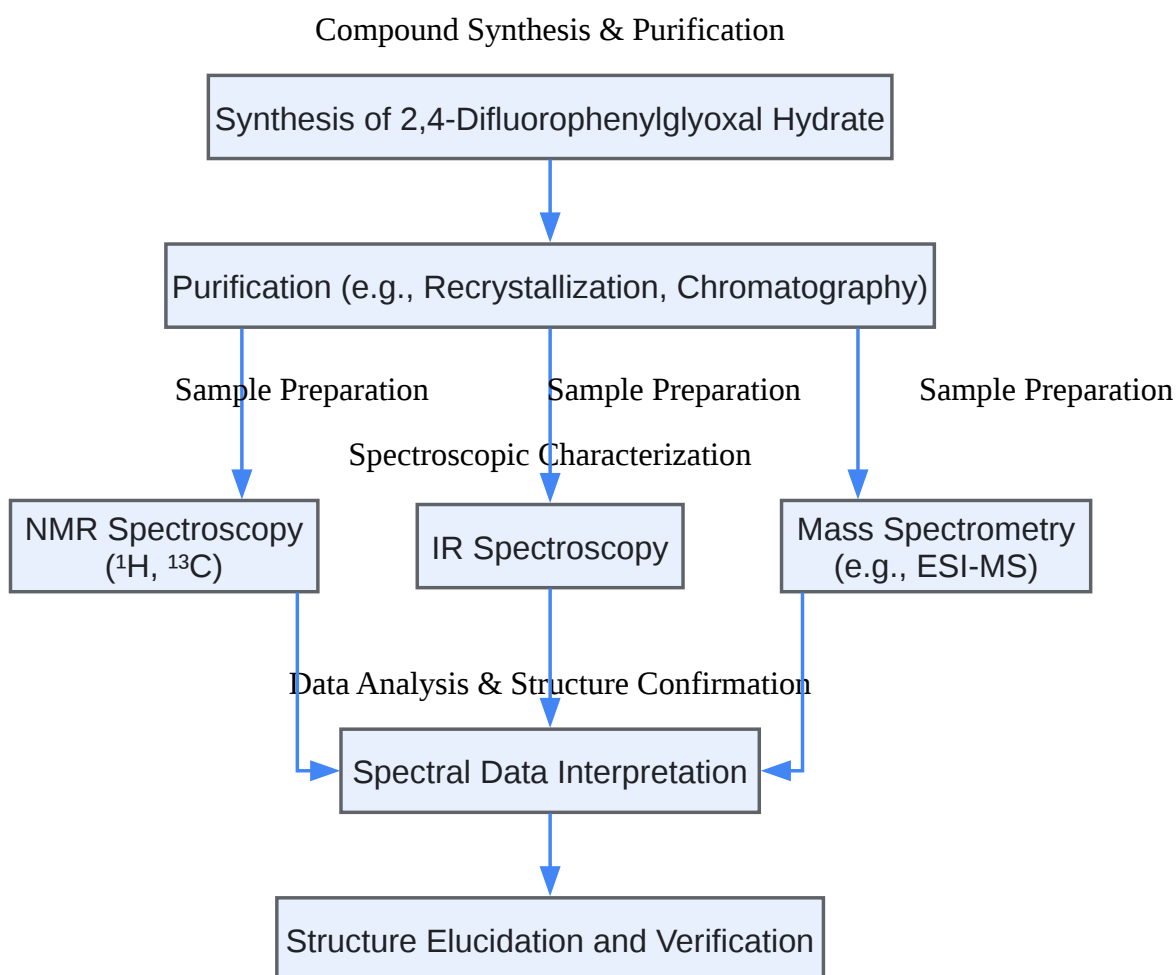 Compound Synthesis & Purification
Synthesis of 2,4-Difluorophenylglyoxal Hydrate
Purification (e.g., Recrystallization, Chromatography)
Sample Preparation
Sample Preparation
Sample Preparation
Spectroscopic Characterization
NMR Spectroscopy
(¹H, ¹³C)
IR Spectroscopy
Mass Spectrometry
(e.g., ESI-MS)
Data Analysis & Structure Confirmation
Spectral Data Interpretation
Structure Elucidation and Verification